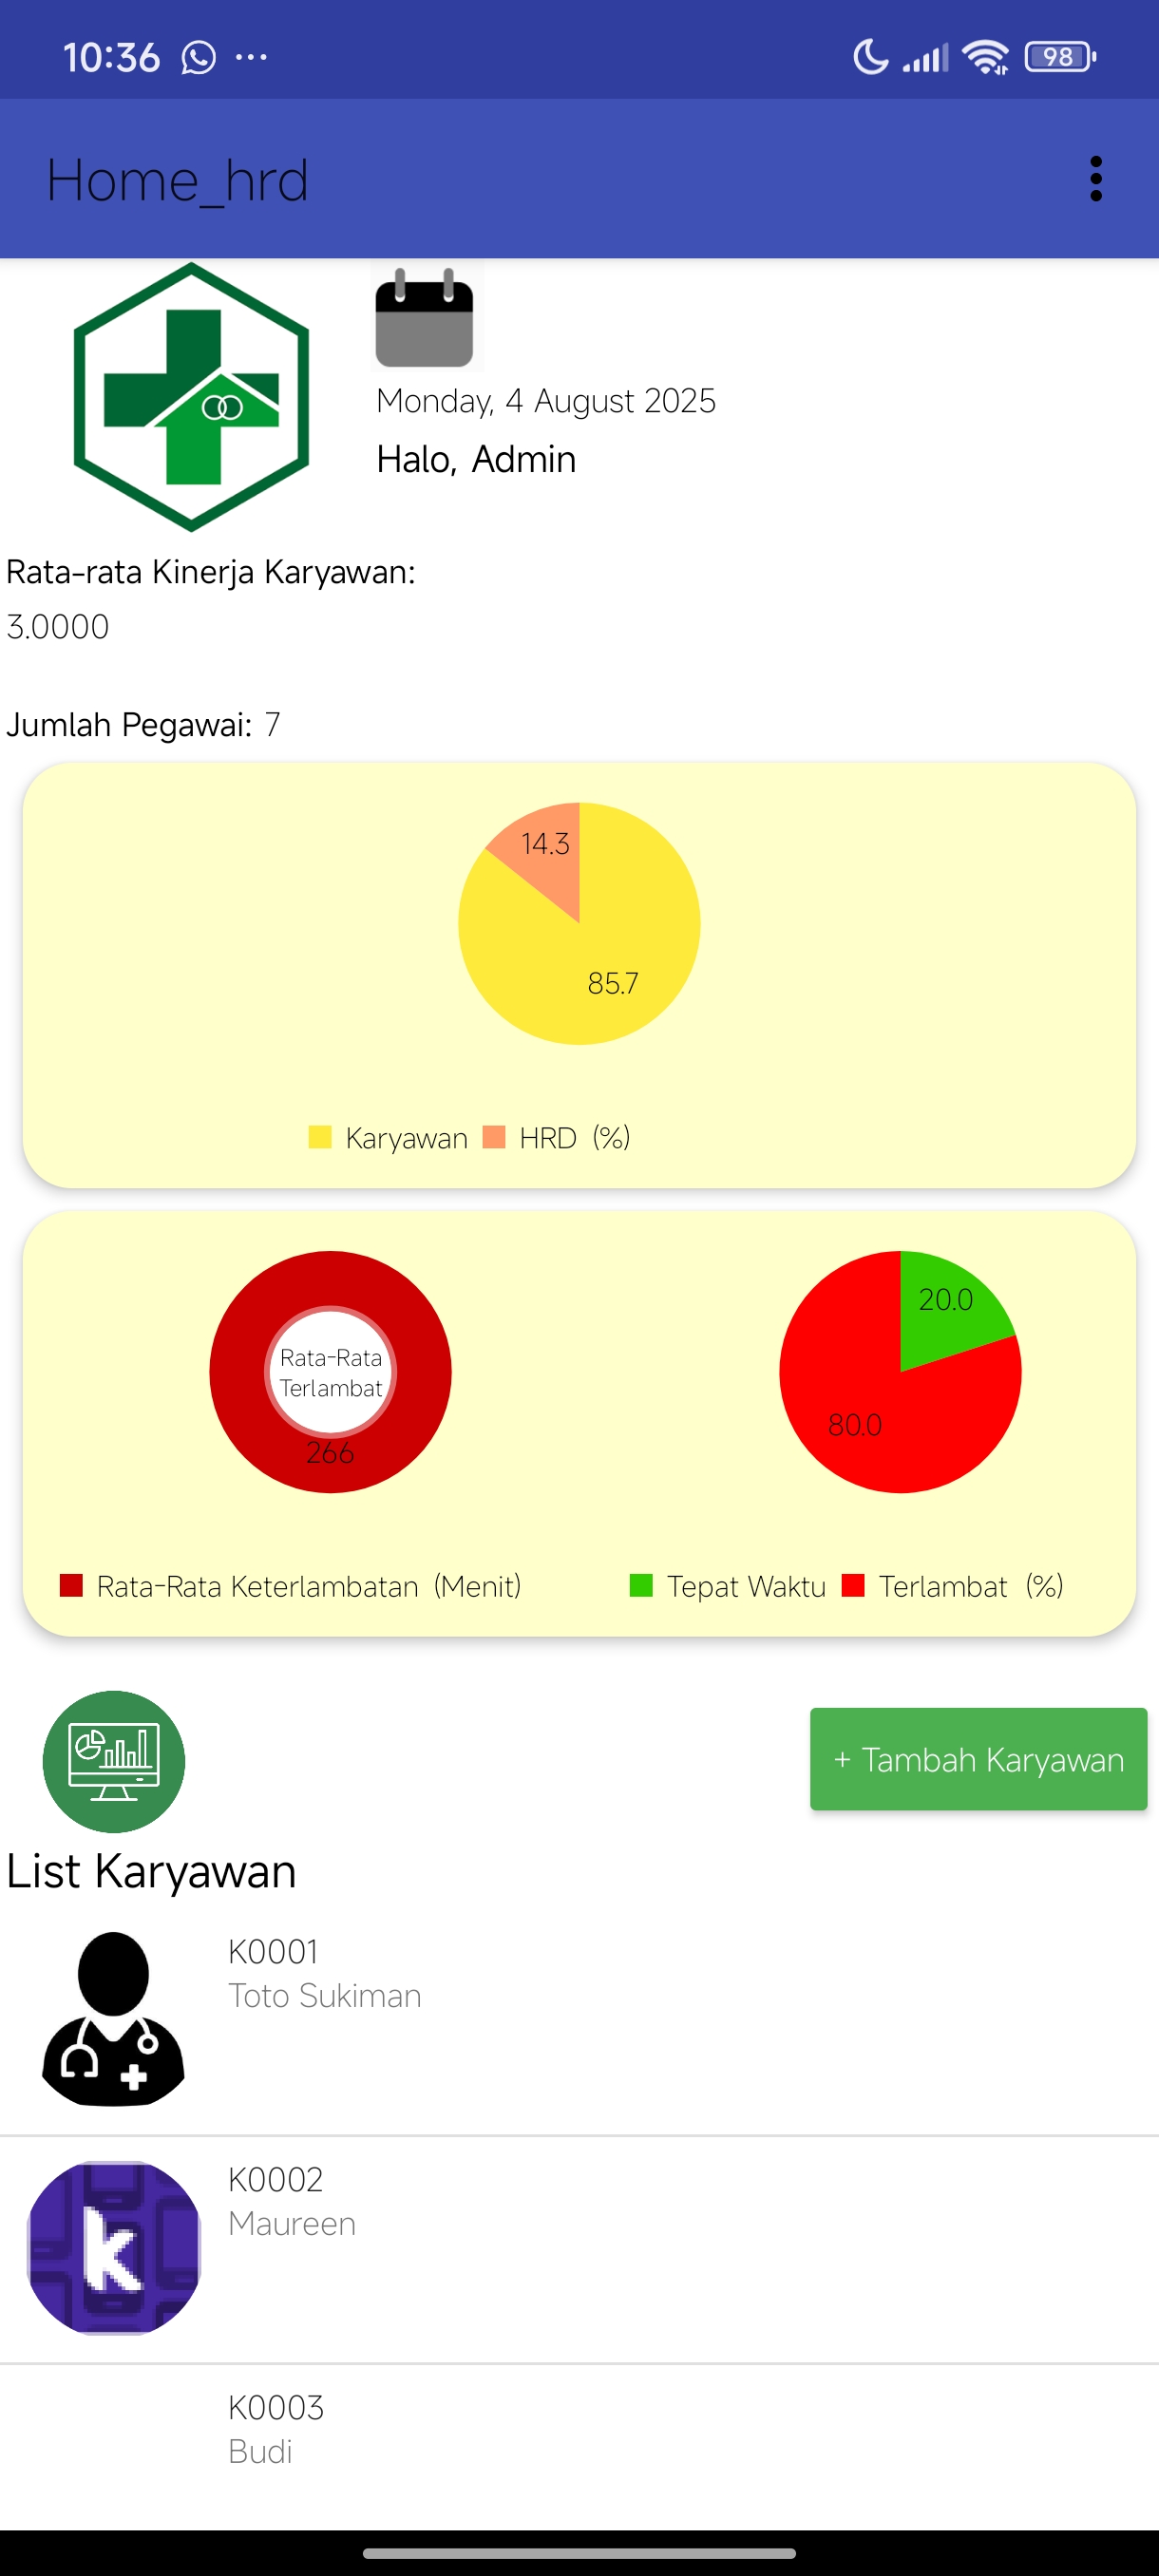 10:36
98
Home_hrd
Monday, 4 August 2025
Halo, Admin
Rata-rata Kinerja Karyawan:
3.0000
Jumlah Pegawai: 7
14.3
85.7
Karyawan HRD (%)
Rata-Rata
Terlambat
266
20.0
80.0
Rata-Rata Keterlambatan (Menit)
Tepat Waktu Terlambat (%)
+ Tambah Karyawan
List Karyawan
K0001
Toto Sukiman
k
K0002
Maureen
K0003
Budi